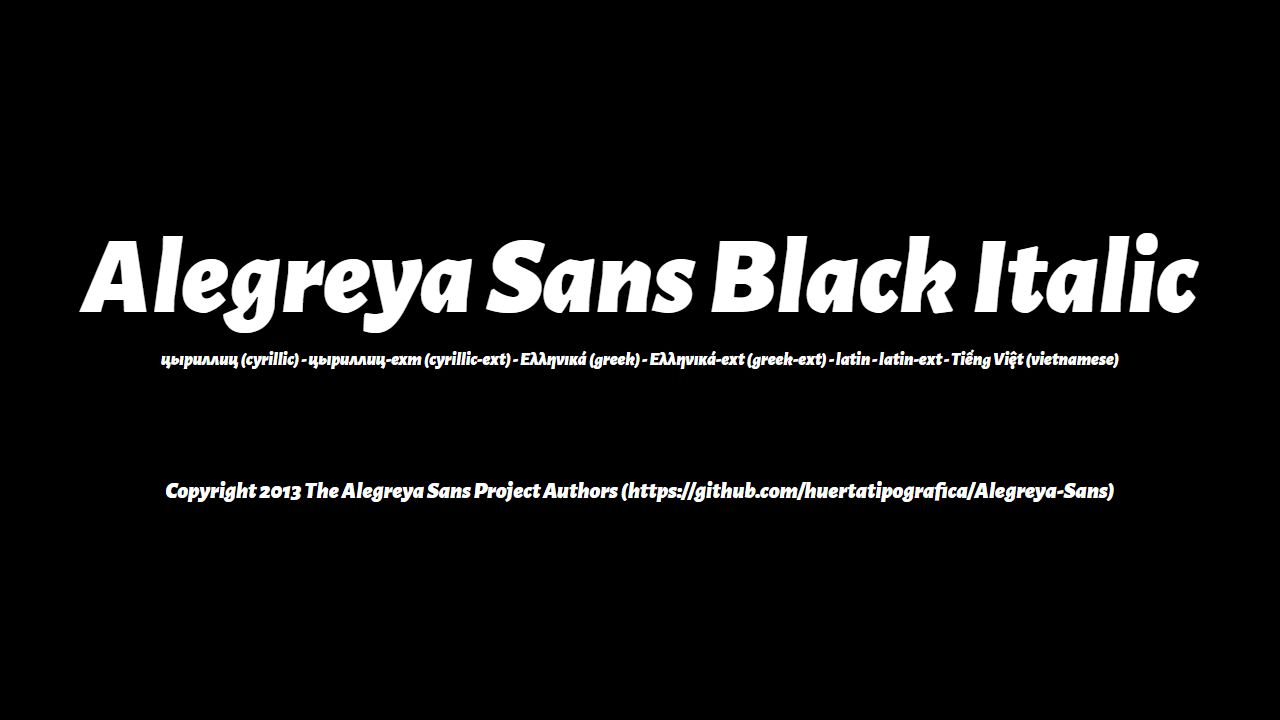 Alegreya Sans Black Italic
цыриллиц (cyrillic) - цыриллиц-ехт (cyrillic-ext) - Ελληνικά (greek) - Ελληνικά-ext (greek-ext) - latin - latin-ext - Tiếng Việt (vietnamese)
Copyright 2013 The Alegreya Sans Project Authors (https://github.com/huertatipografica/Alegreya-Sans)